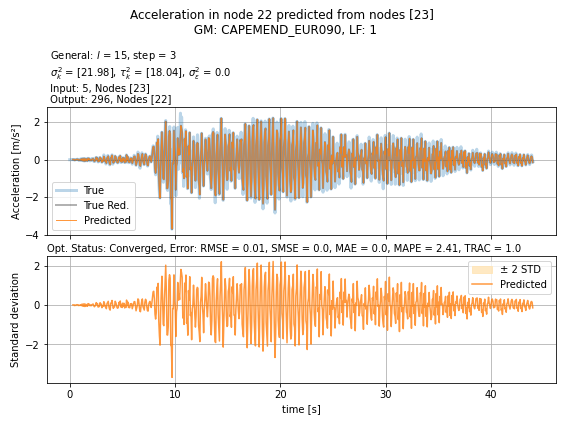 Acceleration in node 22 predicted from nodes [23]
GM: CAPEMEND_EUR090, LF: 1
General: l = 15, step = 3
σ²ₖ = [21.98], τ²ₖ = [18.04], σ²ε = 0.0
Input: 5, Nodes [23]
Output: 296, Nodes [22]
Acceleration [m/s²]
2
0
−2
−4
True
True Red.
Predicted
Opt. Status: Converged, Error: RMSE = 0.01, SMSE = 0.0, MAE = 0.0, MAPE = 2.41, TRAC = 1.0
Standard deviation
2
0
−2
± 2 STD
Predicted
0 10 20 30 40
time [s]